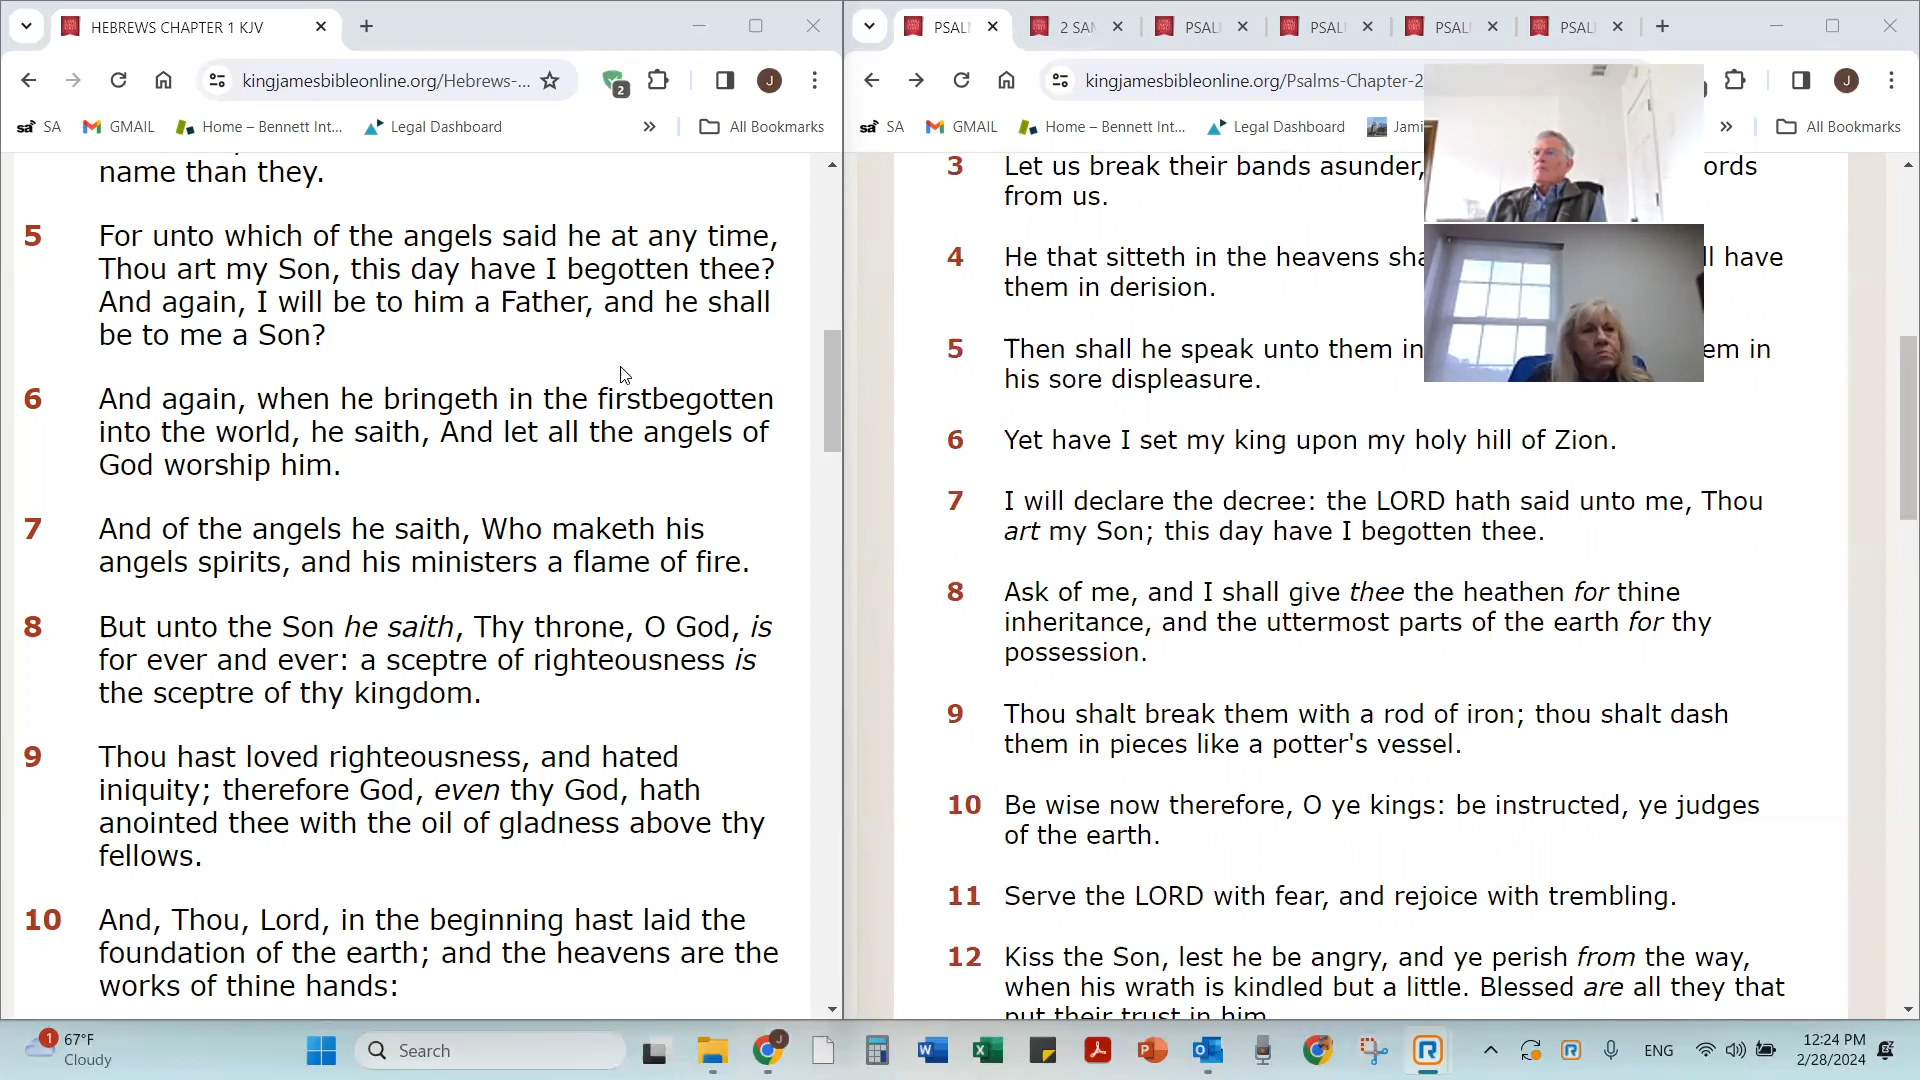 HEBREWS CHAPTER 1 KJV
kingjamesbibleonline.org/Hebrews-...
2
J
SA
GMAIL
Home – Bennett Int...
Legal Dashboard
All Bookmarks
name than they.
5 For unto which of the angels said he at any time,
Thou art my Son, this day have I begotten thee?
And again, I will be to him a Father, and he shall
be to me a Son?
6 And again, when he bringeth in the firstbegotten
into the world, he saith, And let all the angels of
God worship him.
7 And of the angels he saith, Who maketh his
angels spirits, and his ministers a flame of fire.
8 But unto the Son he saith, Thy throne, O God, is
for ever and ever: a sceptre of righteousness is
the sceptre of thy kingdom.
9 Thou hast loved righteousness, and hated
iniquity; therefore God, even thy God, hath
anointed thee with the oil of gladness above thy
fellows.
10 And, Thou, Lord, in the beginning hast laid the
foundation of the earth; and the heavens are the
works of thine hands:
PSALM
2 SAM
PSAL
PSAL
PSAL
PSAL
kingjamesbibleonline.org/Psalms-Chapter-2
J
SA
GMAIL
Home – Bennett Int...
Legal Dashboard
Jami
All Bookmarks
3 Let us break their bands asunder, ords
from us.
4 He that sitteth in the heavens sha ll have
them in derision.
5 Then shall he speak unto them in em in
his sore displeasure.
6 Yet have I set my king upon my holy hill of Zion.
7 I will declare the decree: the LORD hath said unto me, Thou
art my Son; this day have I begotten thee.
8 Ask of me, and I shall give thee the heathen for thine
inheritance, and the uttermost parts of the earth for thy
possession.
9 Thou shalt break them with a rod of iron; thou shalt dash
them in pieces like a potter's vessel.
10 Be wise now therefore, O ye kings: be instructed, ye judges
of the earth.
11 Serve the LORD with fear, and rejoice with trembling.
12 Kiss the Son, lest he be angry, and ye perish from the way,
when his wrath is kindled but a little. Blessed are all they that
put their trust in him.
1
67°F
Cloudy
Search
ENG
12:24 PM
2/28/2024